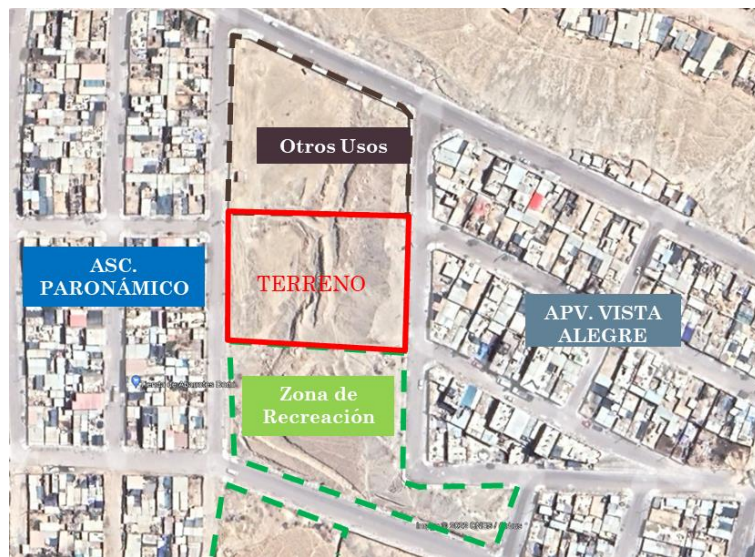 Otros Usos
ASC.
PARONÁMICO
TERRENO
APV. VISTA
ALEGRE
Zona de
Recreación